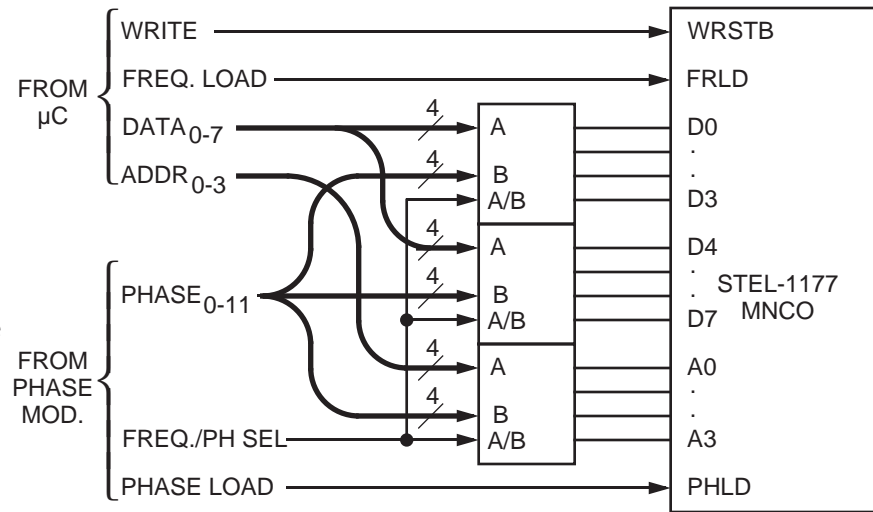 WRITE
FREQ. LOAD
FROM
µC
DATA0-7
ADDR0-3
PHASE0-11
FROM
PHASE
MOD.
FREQ./PH SEL
PHASE LOAD
4
4
4
4
4
4
A
B
A/B
A
B
A/B
A
B
A/B
WRSTB
FRLD
D0
.
.
D3
D4
.
.
D7
STEL-1177
MNCO
A0
.
.
A3
PHLD